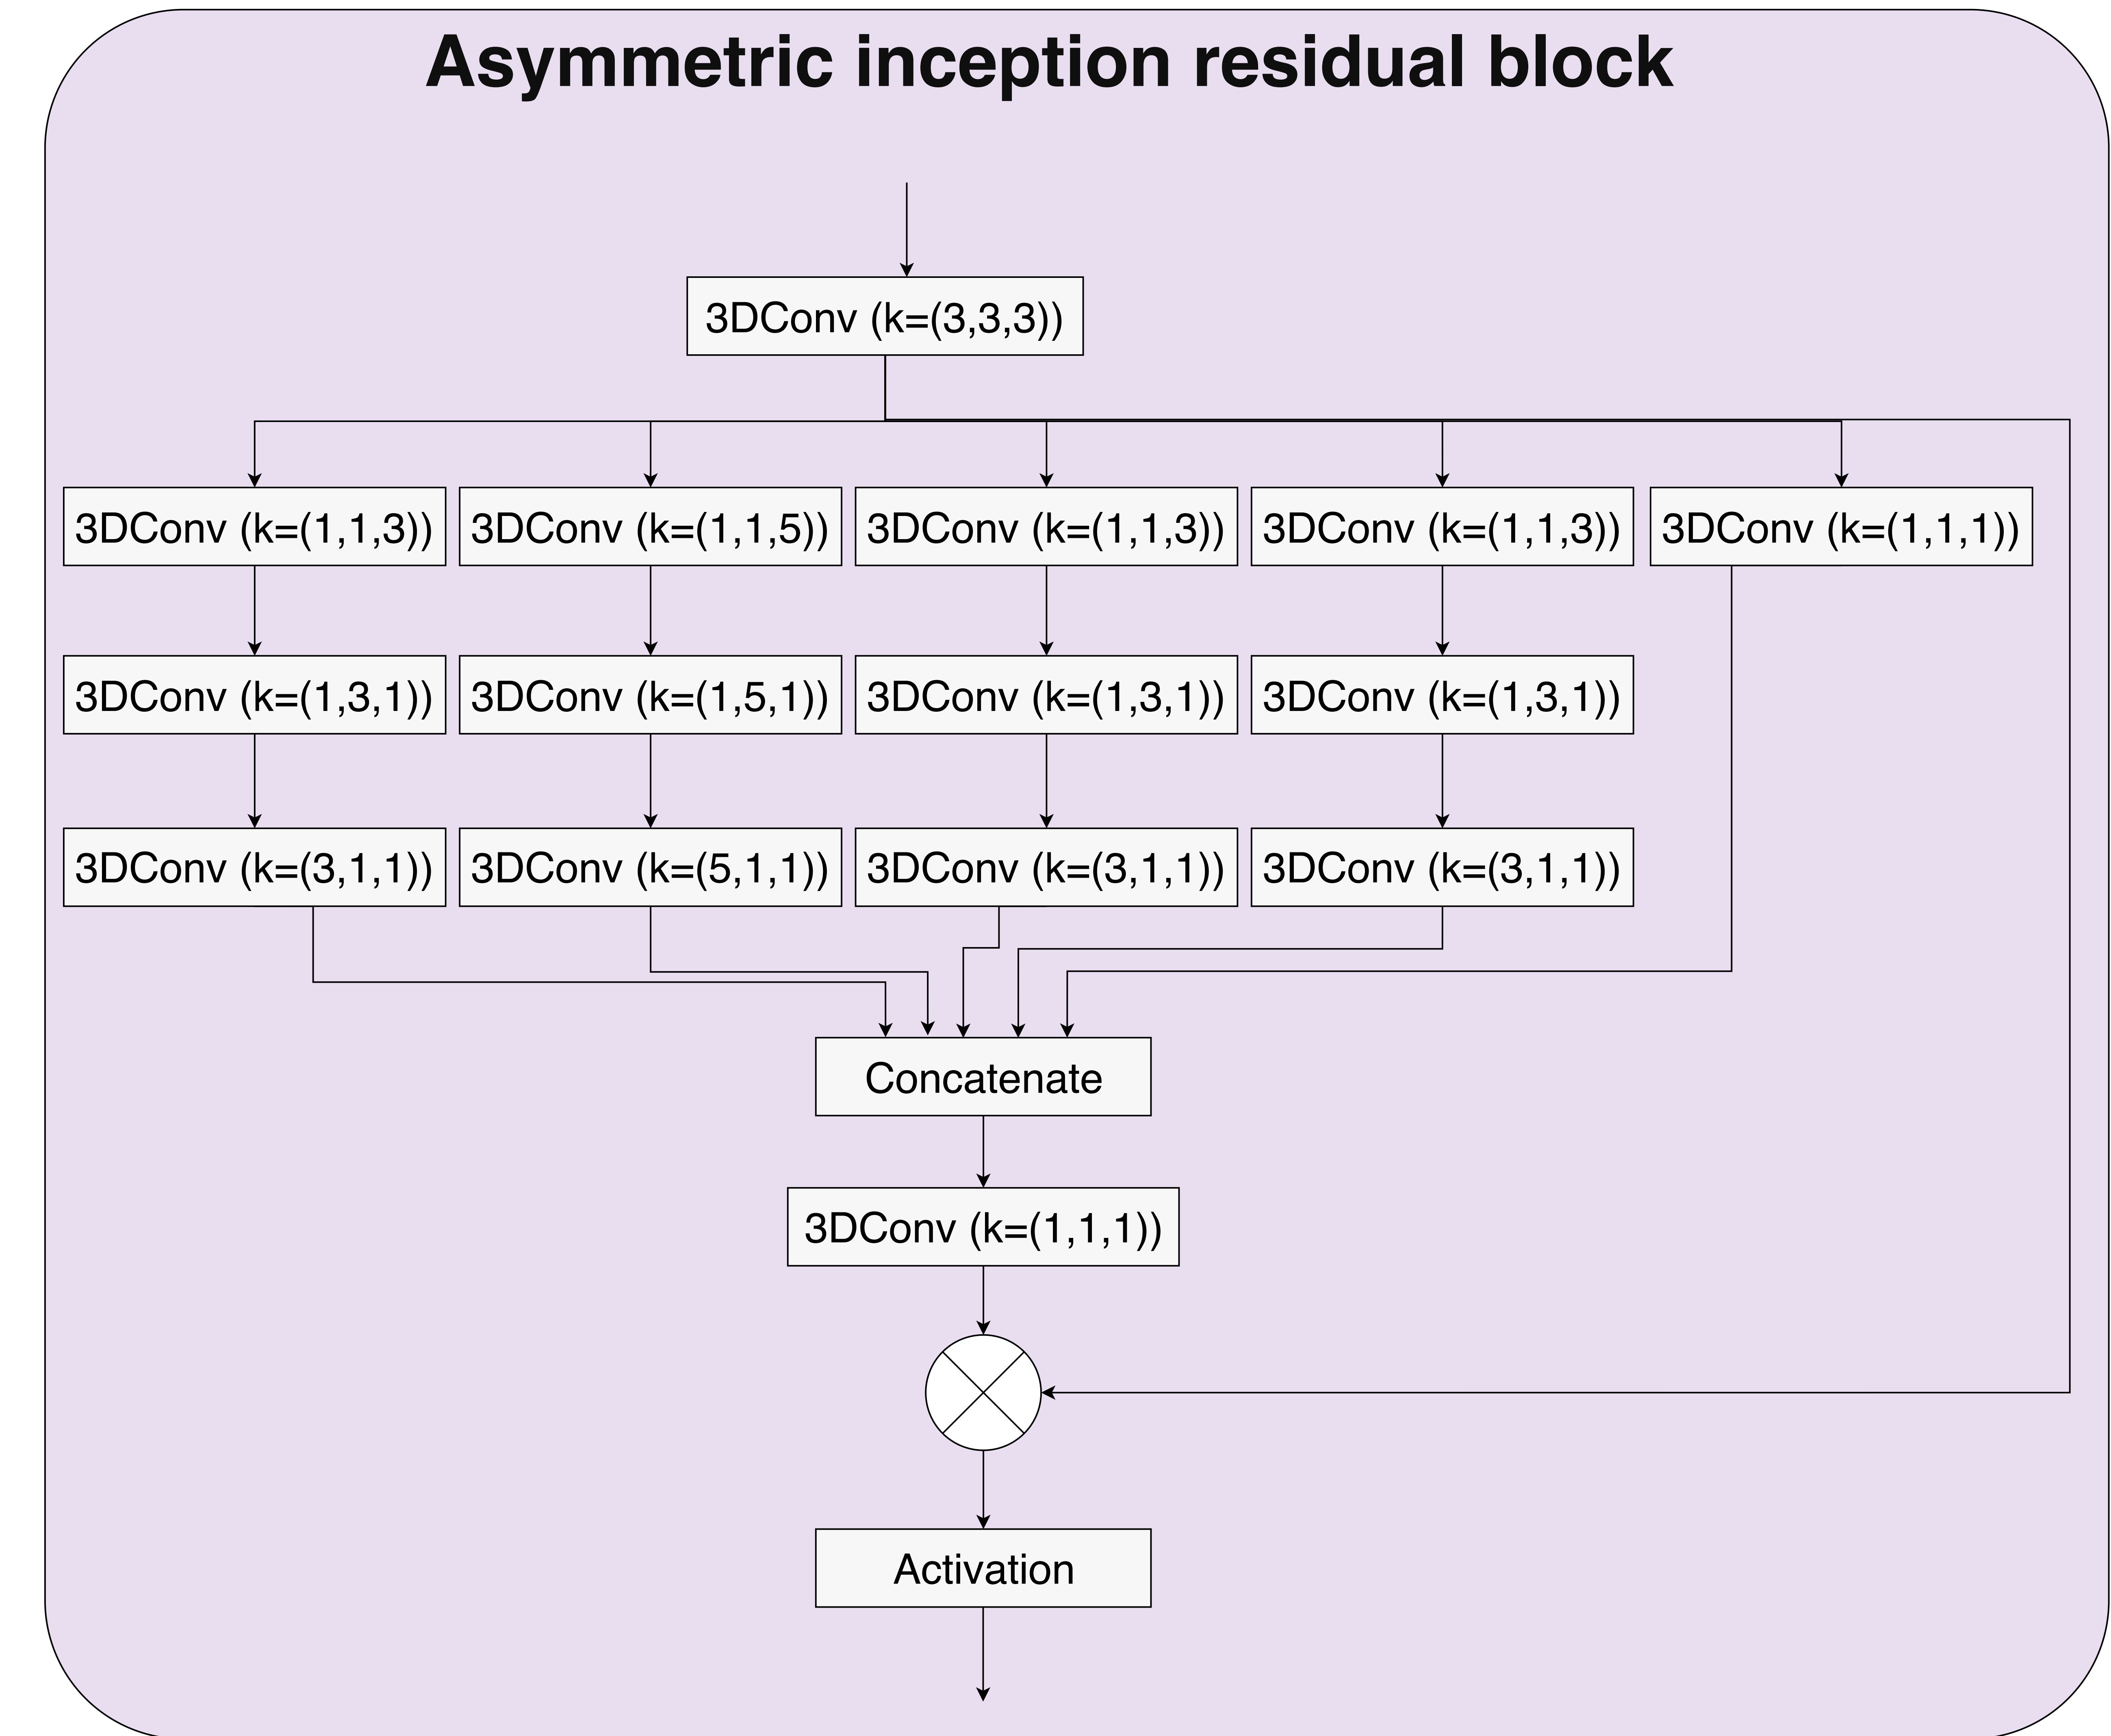 Asymmetric inception residual block
3DConv (k=(3,3,3))
3DConv (k=(1,1,3))
3DConv (k=(1,1,5))
3DConv (k=(1,1,3))
3DConv (k=(1,1,3))
3DConv (k=(1,1,1))
3DConv (k=(1,3,1))
3DConv (k=(1,5,1))
3DConv (k=(1,3,1))
3DConv (k=(1,3,1))
3DConv (k=(3,1,1))
3DConv (k=(5,1,1))
3DConv (k=(3,1,1))
3DConv (k=(3,1,1))
Concatenate
3DConv (k=(1,1,1))
Activation